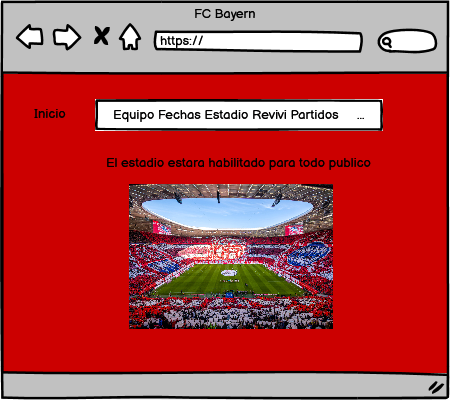 FC Bayern
https://
Inicio
Equipo Fechas Estadio Revivi Partidos ...
El estadio estara habilitado para todo publico